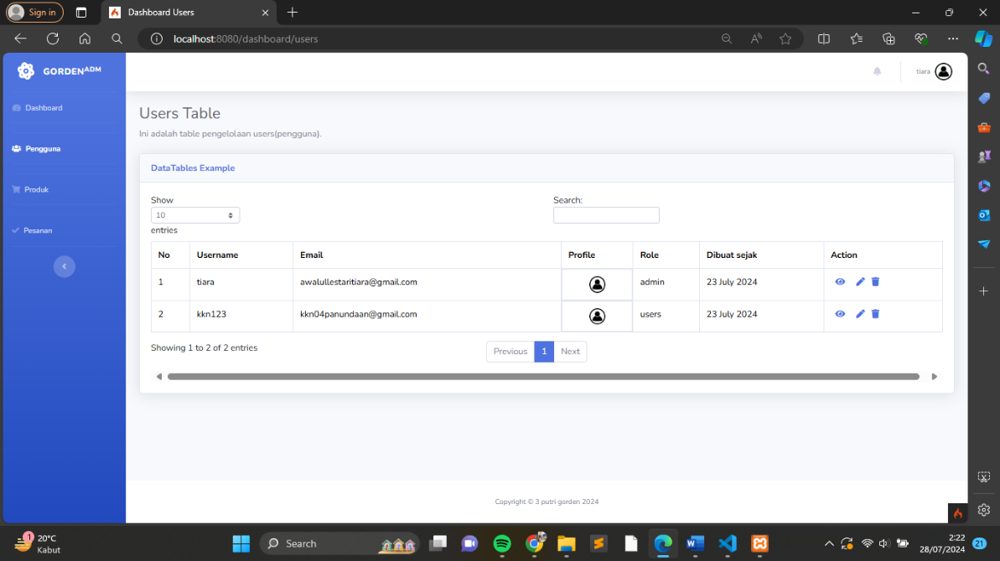 Sign in
Dashboard Users
localhost:8080/dashboard/users
GORDENADM
tiara
Dashboard
Pengguna
Produk
Pesanan
Users Table
Ini adalah table pengelolaan users(pengguna).
DataTables Example
Show
Search:
10
entries
No Username Email Profile Role Dibuat sejak Action
1 tiara awalullestaritiara@gmail.com admin 23 July 2024
2 kkn123 kkn04panundaan@gmail.com users 23 July 2024
Showing 1 to 2 of 2 entries
Previous 1 Next
Copyright © 3 putri gorden 2024
1
20°C
Kabut
Search
2:22
28/07/2024
21